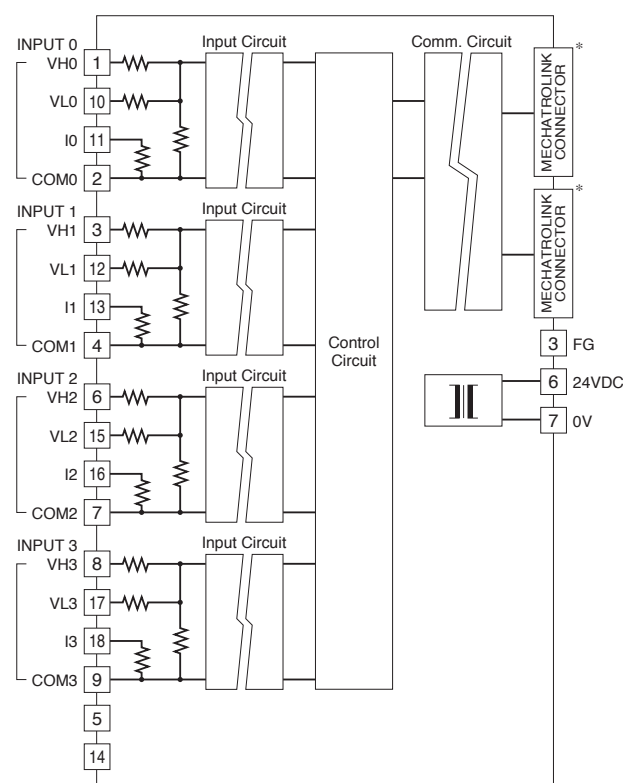 INPUT 0
Input Circuit
Comm. Circuit
*
VH0 1
VL0 10
I0 11
COM0 2
MECHATROLINK
CONNECTOR
*
INPUT 1
Input Circuit
VH1 3
VL1 12
I1 13
COM1 4
MECHATROLINK
CONNECTOR
Control
Circuit
3 FG
INPUT 2
Input Circuit
6 24VDC
7 0V
VH2 6
VL2 15
I2 16
COM2 7
INPUT 3
Input Circuit
VH3 8
VL3 17
I3 18
COM3 9
5
14